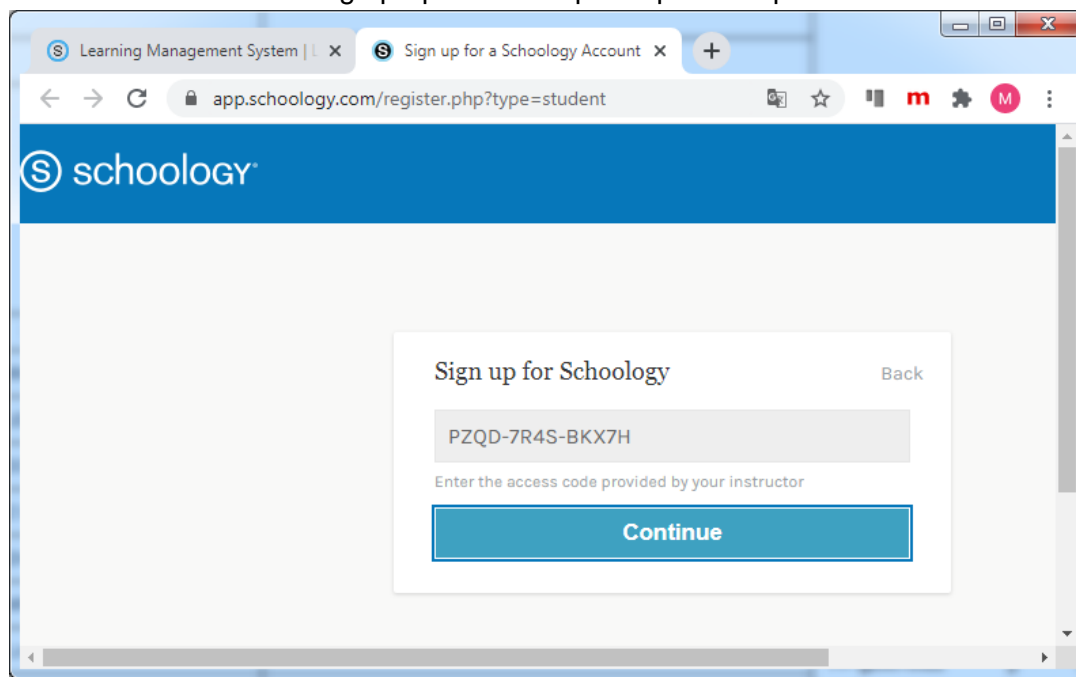 Learning Management System | L
Sign up for a Schoology Account
app.schoology.com/register.php?type=student
m
M
S schoology
Sign up for Schoology
Back
PZQD-7R4S-BKX7H
Enter the access code provided by your instructor
Continue